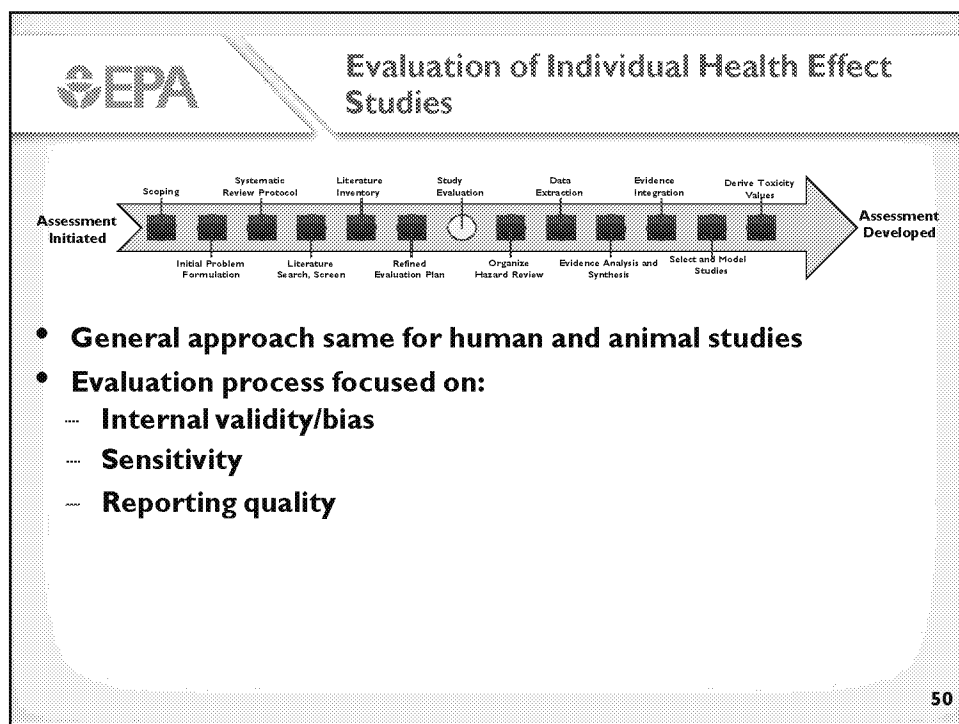 EPA
Evaluation of Individual Health Effect
Studies
Assessment
Initiated
Scoping
Initial Problem
Formulation
Systematic
Review Protocol
Literature
Search, Screen
Literature
Inventory
Refined
Evaluation Plan
Study
Evaluation
Organize
Hazard Review
Data
Extraction
Evidence Analysis and
Synthesis
Evidence
Integration
Select and Model
Studies
Derive Toxicity
Values
Assessment
Developed
• General approach same for human and animal studies
• Evaluation process focused on:
– Internal validity/bias
– Sensitivity
– Reporting quality
50